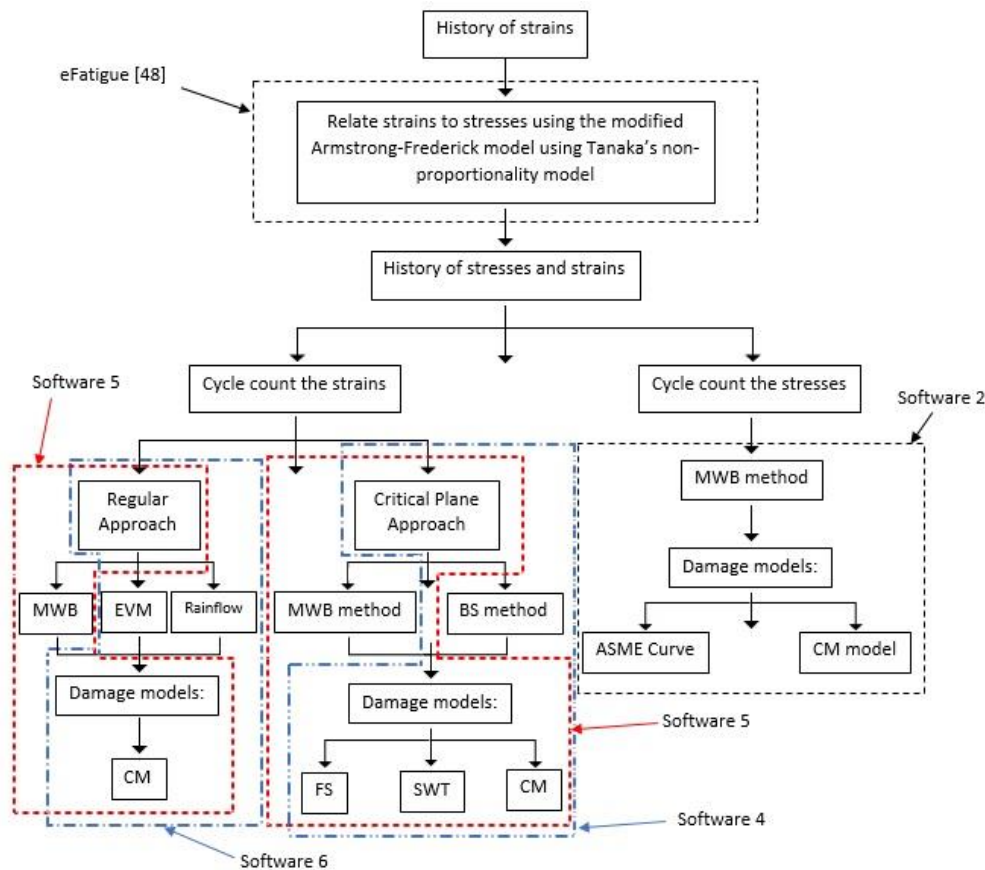 History of strains
eFatigue [48]
Relate strains to stresses using the modified
Armstrong-Frederick model using Tanaka's non-
proportionality model
History of stresses and strains
Cycle count the strains
Cycle count the stresses
Software 5
Software 2
Regular
Approach
Critical Plane
Approach
MWB method
Damage models:
MWB
EVM
Rainflow
MWB method
BS method
ASME Curve
CM model
Damage models:
Damage models:
Software 5
CM
FS
SWT
CM
Software 4
Software 6